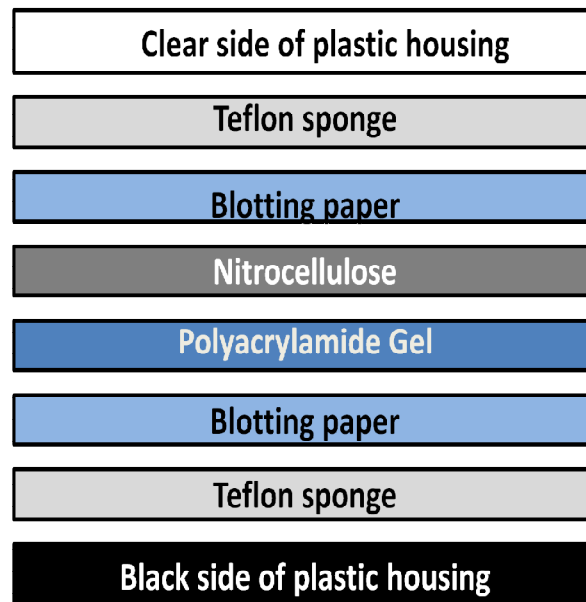 Clear side of plastic housing
Teflon sponge
Blotting paper
Nitrocellulose
Polyacrylamide Gel
Blotting paper
Teflon sponge
Black side of plastic housing